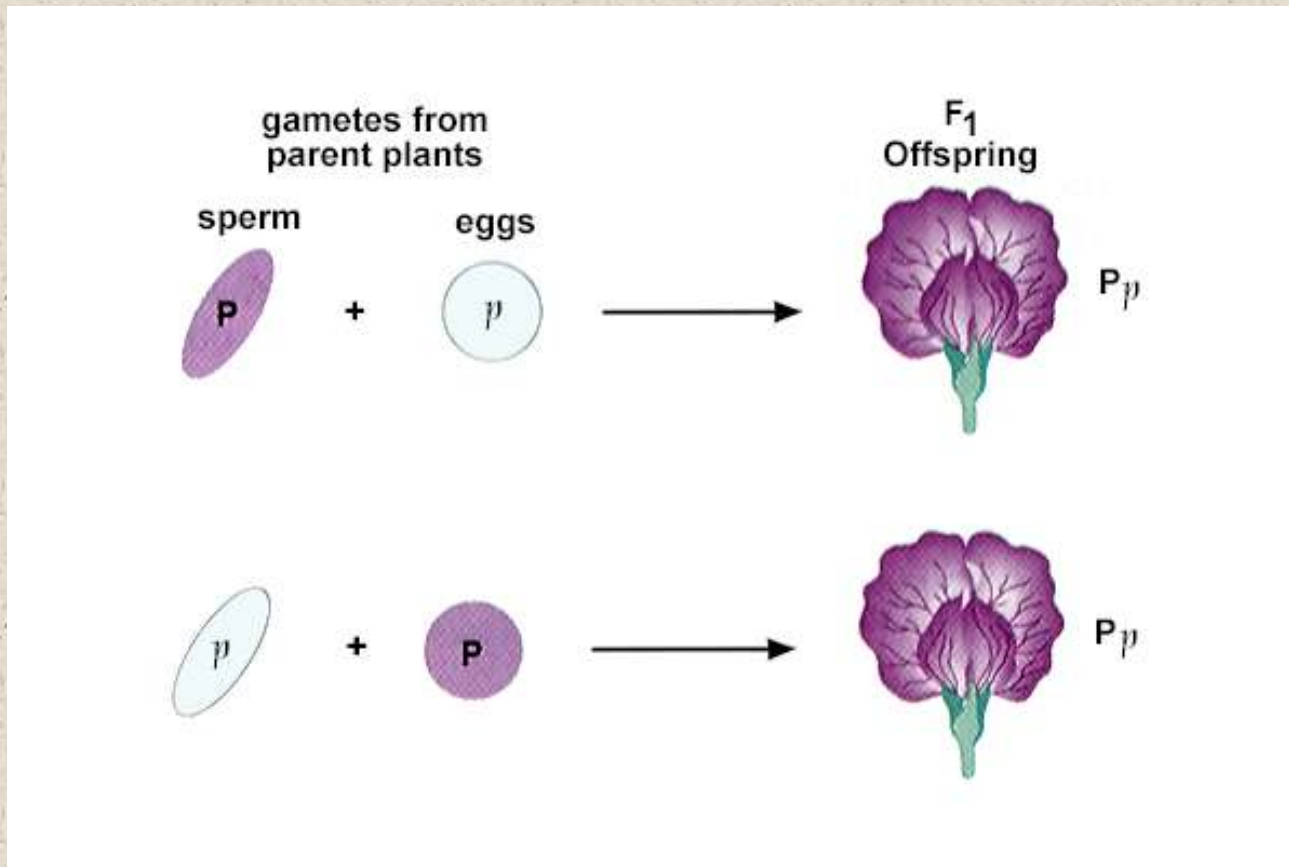 gametes from
parent plants
F1
Offspring
sperm
eggs
P
+
p
Pp
p
+
P
Pp